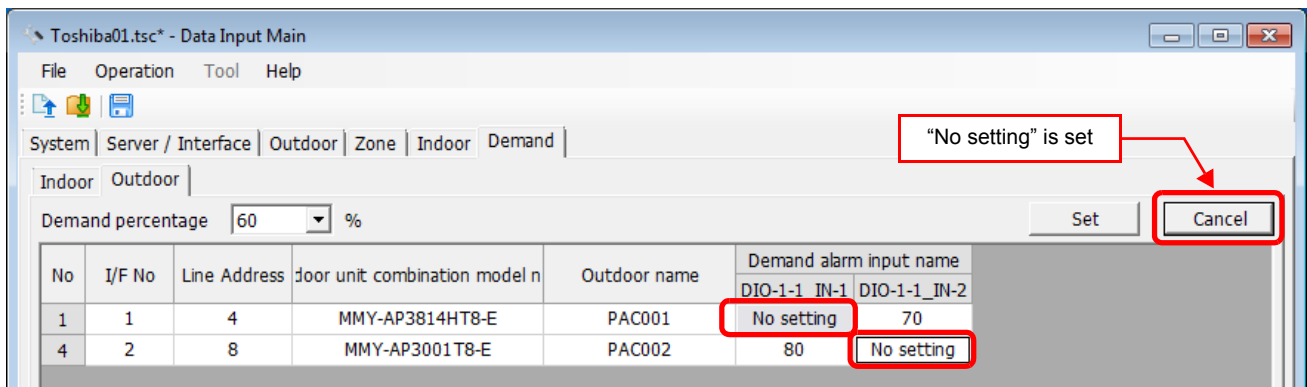 Toshiba01.tsc* - Data Input Main
File Operation Tool Help
System Server / Interface Outdoor Zone Indoor Demand
“No setting” is set
Indoor Outdoor
Demand percentage 60 % Set Cancel
No I/F No Line Address door unit combination model n Outdoor name Demand alarm input name
DIO-1-1_IN-1 DIO-1-1_IN-2
1 1 4 MMY-AP3814HT8-E PAC001 No setting 70
4 2 8 MMY-AP3001T8-E PAC002 80 No setting